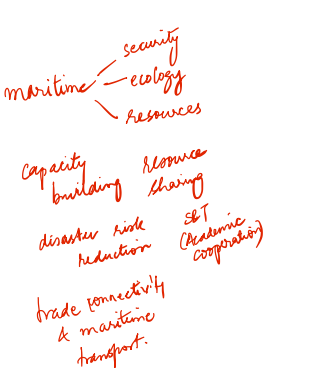 security
maritime
ecology
resources
capacity building
resource sharing
disaster risk reduction
S&T
(Academic cooperation)
trade connectivity
& maritime
transport.